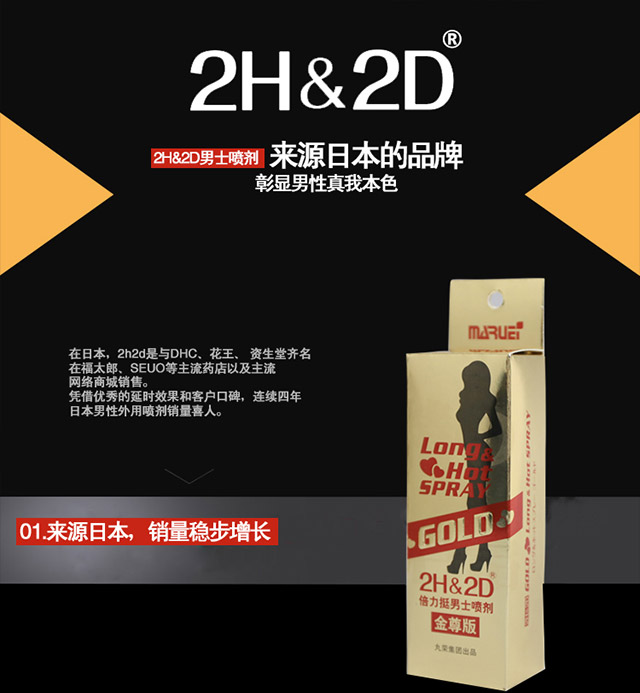 2H&2D®
2H&2D男士喷剂 来源日本的品牌
彰显男性真我本色
在日本，2h2d是与DHC、花王、资生堂齐名
在福太郎、SEUO等主流药店以及主流
网络商城销售。
凭借优秀的延时效果和客户口碑，连续四年
日本男性外用喷剂销量喜人。
01.来源日本，销量稳步增长
MARUEI
Long&
Hot
SPRAY
GOLD
2H&2D®
倍力挺男士喷剂
金尊版
丸荣集团出品
GOLD Long & Hot SPRAY